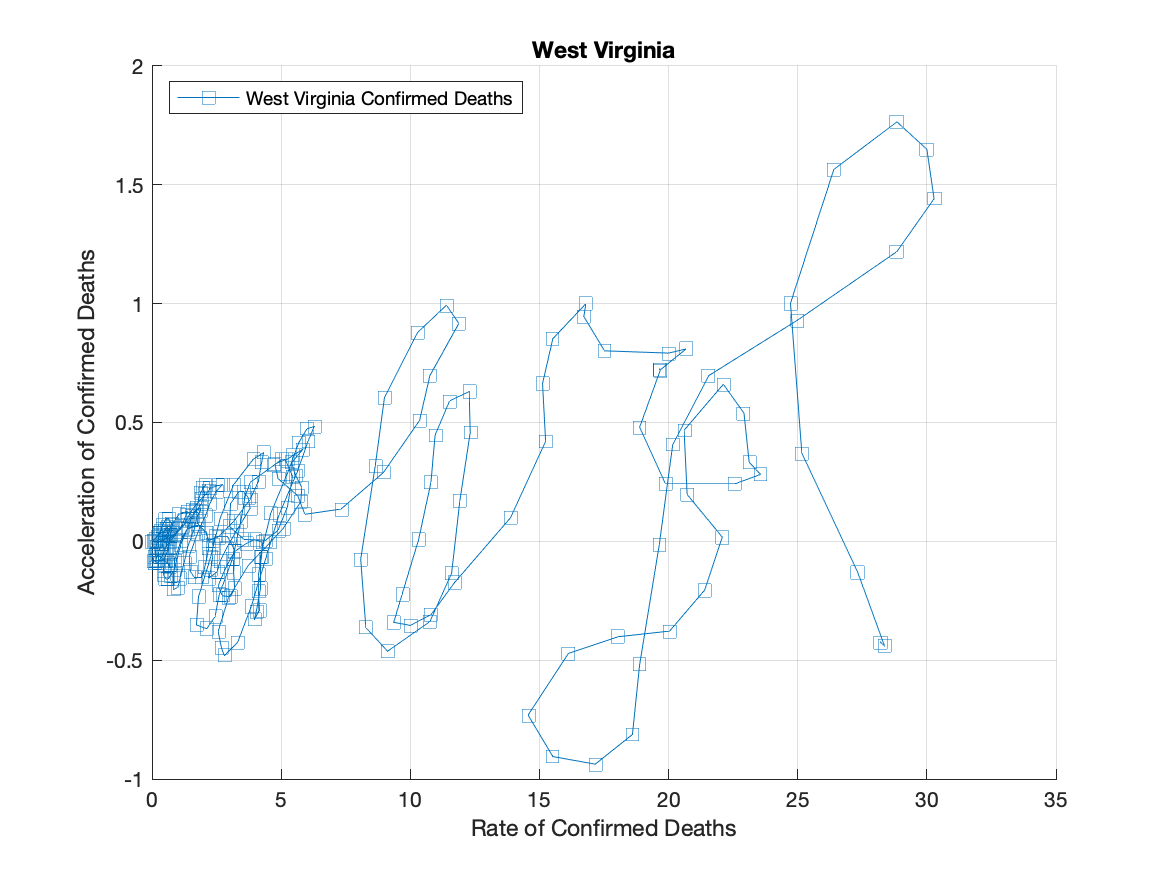 West Virginia
West Virginia Confirmed Deaths
2
1.5
1
0.5
0
-0.5
-1
Acceleration of Confirmed Deaths
0 5 10 15 20 25 30 35
Rate of Confirmed Deaths